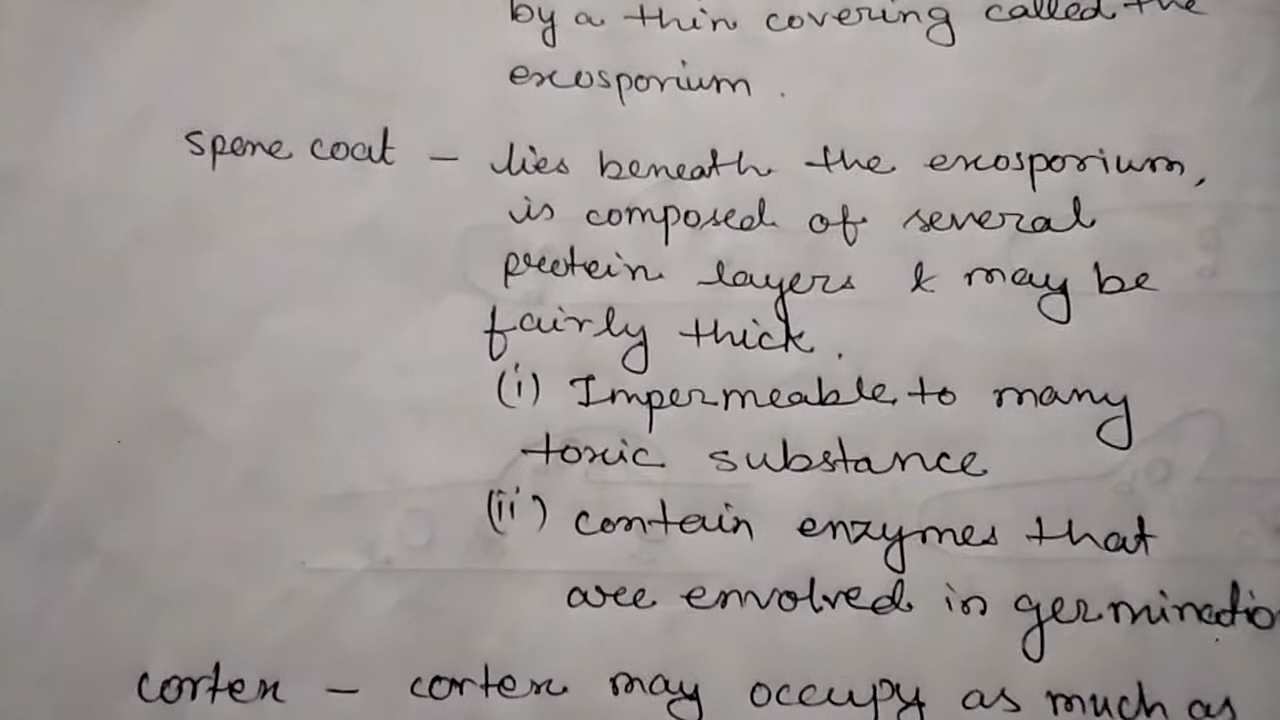 by a thin covering called the
exosporium.
spore coat – lies beneath the exosporium,
is composed of several
protein layers & may be
fairly thick.
(i) Impermeable to many
toxic substance
(ii) contain enzymes that
are envolved in germinatio
cortex – cortex may occupy as much as